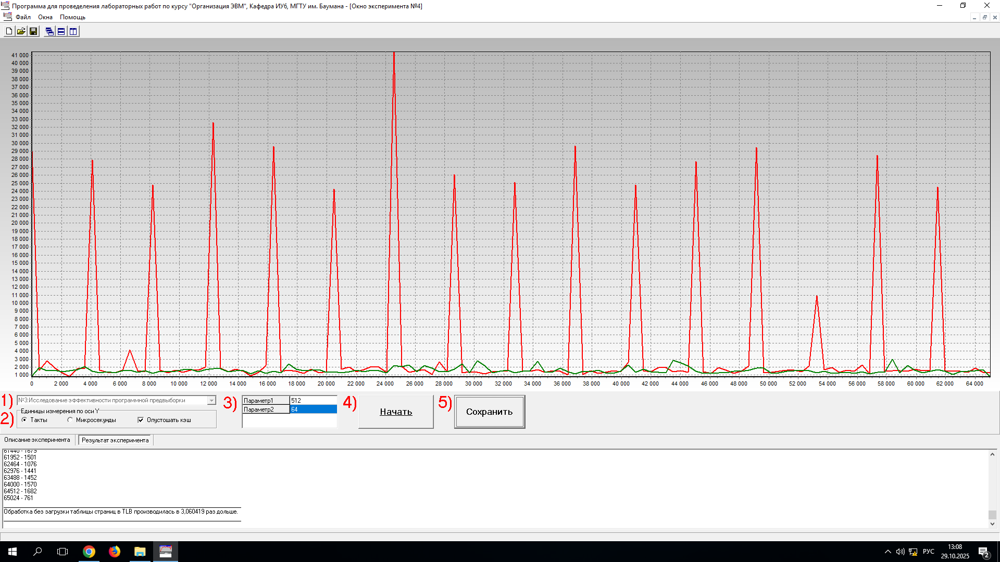 Программа для проведеления лабораторных работ по курсу "Организация ЭВМ", Кафедра ИУ6, МГТУ им. Баумана - [Окно эксперимента №4]
Файл Окна Помощь
41 000
40 000
39 000
38 000
37 000
36 000
35 000
34 000
33 000
32 000
31 000
30 000
29 000
28 000
27 000
26 000
25 000
24 000
23 000
22 000
21 000
20 000
19 000
18 000
17 000
16 000
15 000
14 000
13 000
12 000
11 000
10 000
9 000
8 000
7 000
6 000
5 000
4 000
3 000
2 000
1 000
0 2 000 4 000 6 000 8 000 10 000 12 000 14 000 16 000 18 000 20 000 22 000 24 000 26 000 28 000 30 000 32 000 34 000 36 000 38 000 40 000 42 000 44 000 46 000 48 000 50 000 52 000 54 000 56 000 58 000 60 000 62 000 64 000
1) №3:Исследование эффективности программной предвыборки
2) Единицы измерения по оси Y
Такты Микросекунды Опустошать кэш
3) Параметр1 512
Параметр2 64
4) Начать
5) Сохранить
Описание эксперимента Результат эксперимента
61440 - 1673
61952 - 1501
62464 - 1076
62976 - 1441
63488 - 1452
64000 - 1570
64512 - 1682
65024 - 761
Обработка без загрузки таблицы страниц в TLB производилась в 3,060419 раз дольше.
РУС
13:08
29.10.2025
2